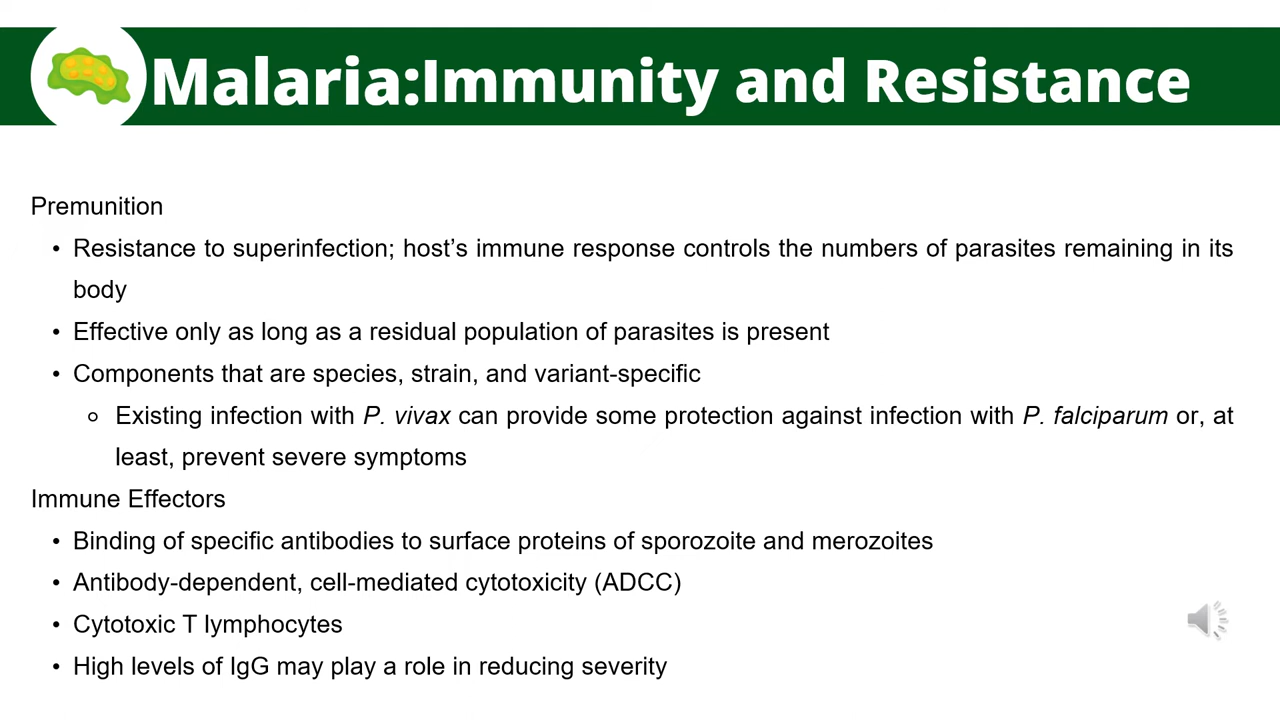 Malaria:Immunity and Resistance
Premunition
• Resistance to superinfection; host’s immune response controls the numbers of parasites remaining in its
body
• Effective only as long as a residual population of parasites is present
• Components that are species, strain, and variant-specific
○ Existing infection with P. vivax can provide some protection against infection with P. falciparum or, at
least, prevent severe symptoms
Immune Effectors
• Binding of specific antibodies to surface proteins of sporozoite and merozoites
• Antibody-dependent, cell-mediated cytotoxicity (ADCC)
• Cytotoxic T lymphocytes
• High levels of IgG may play a role in reducing severity